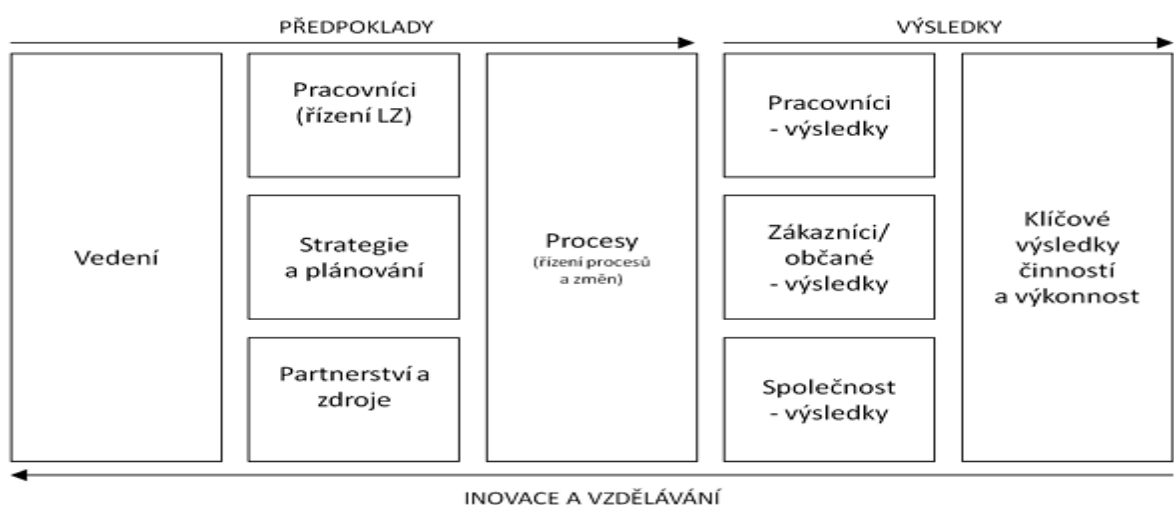 PŘEDPOKLADY
VÝSLEDKY
Vedení
Pracovníci
(řízení LZ)
Strategie
a plánování
Partnerství a
zdroje
Procesy
(řízení procesů
a změn)
Pracovníci
- výsledky
Zákazníci/
občané
- výsledky
Společnost
- výsledky
Klíčové
výsledky
činností
a výkonnost
INOVACE A VZDĚLÁVÁNÍ